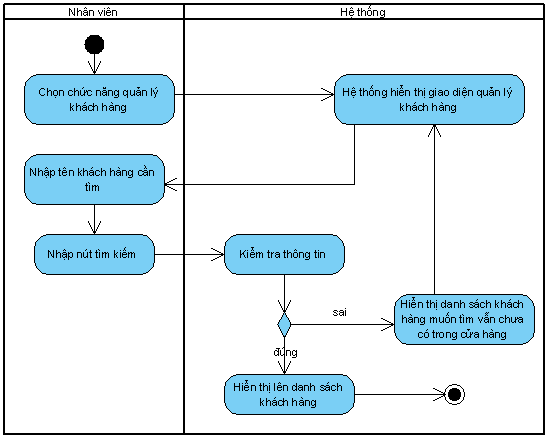 Nhân viên
Hệ thống
Chọn chức năng quản lý
khách hàng
Hệ thống hiển thị giao diện quản lý
khách hàng
Nhập tên khách hàng cần
tìm
Nhập nút tìm kiếm
Kiểm tra thông tin
sai
Hiển thị danh sách khách
hàng muốn tìm vẫn chưa
có trong cửa hàng
đúng
Hiển thị lên danh sách
khách hàng